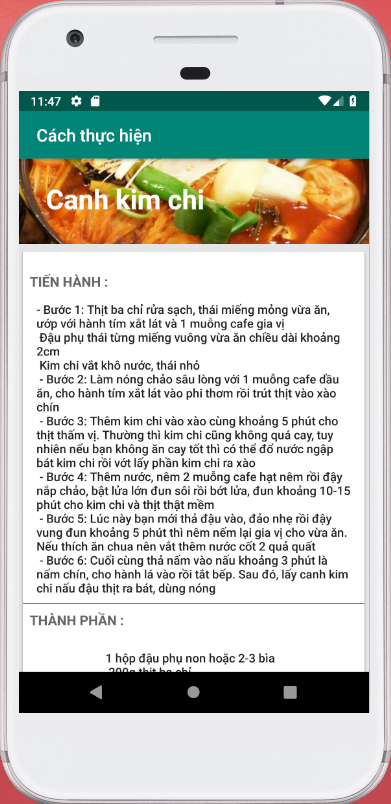 11:47
Cách thực hiện
Canh kim chi
TIẾN HÀNH :
- Bước 1: Thịt ba chỉ rửa sạch, thái miếng mỏng vừa ăn,
ướp với hành tím xắt lát và 1 muỗng cafe gia vị
Đậu phụ thái từng miếng vuông vừa ăn chiều dài khoảng
2cm
Kim chi vắt khô nước, thái nhỏ
- Bước 2: Làm nóng chảo sâu lòng với 1 muỗng cafe dầu
ăn, cho hành tím xắt lát vào phi thơm rồi trút thịt vào xào
chín
- Bước 3: Thêm kim chi vào xào cùng khoảng 5 phút cho
thịt thấm vị. Thường thì kim chi cũng không quá cay, tuy
nhiên nếu bạn không ăn cay tốt thì có thể đổ nước ngập
bát kim chi rồi vớt lấy phần kim chi ra xào
- Bước 4: Thêm nước, nêm 2 muỗng cafe hạt nêm rồi đậy
nắp chảo, bật lửa lớn đun sôi rồi bớt lửa, đun khoảng 10-15
phút cho kim chi và thịt thật mềm
- Bước 5: Lúc này bạn mới thả đậu vào, đảo nhẹ rồi đậy
vung đun khoảng 5 phút thì nêm nếm lại gia vị cho vừa ăn.
Nếu thích ăn chua nên vắt thêm nước cốt 2 quả quất
- Bước 6: Cuối cùng thả nấm vào nấu khoảng 3 phút là
nấm chín, cho hành lá vào rồi tắt bếp. Sau đó, lấy canh kim
chi nấu đậu thịt ra bát, dùng nóng
THÀNH PHẦN :
1 hộp đậu phụ non hoặc 2-3 bìa
200g thịt ba chỉ